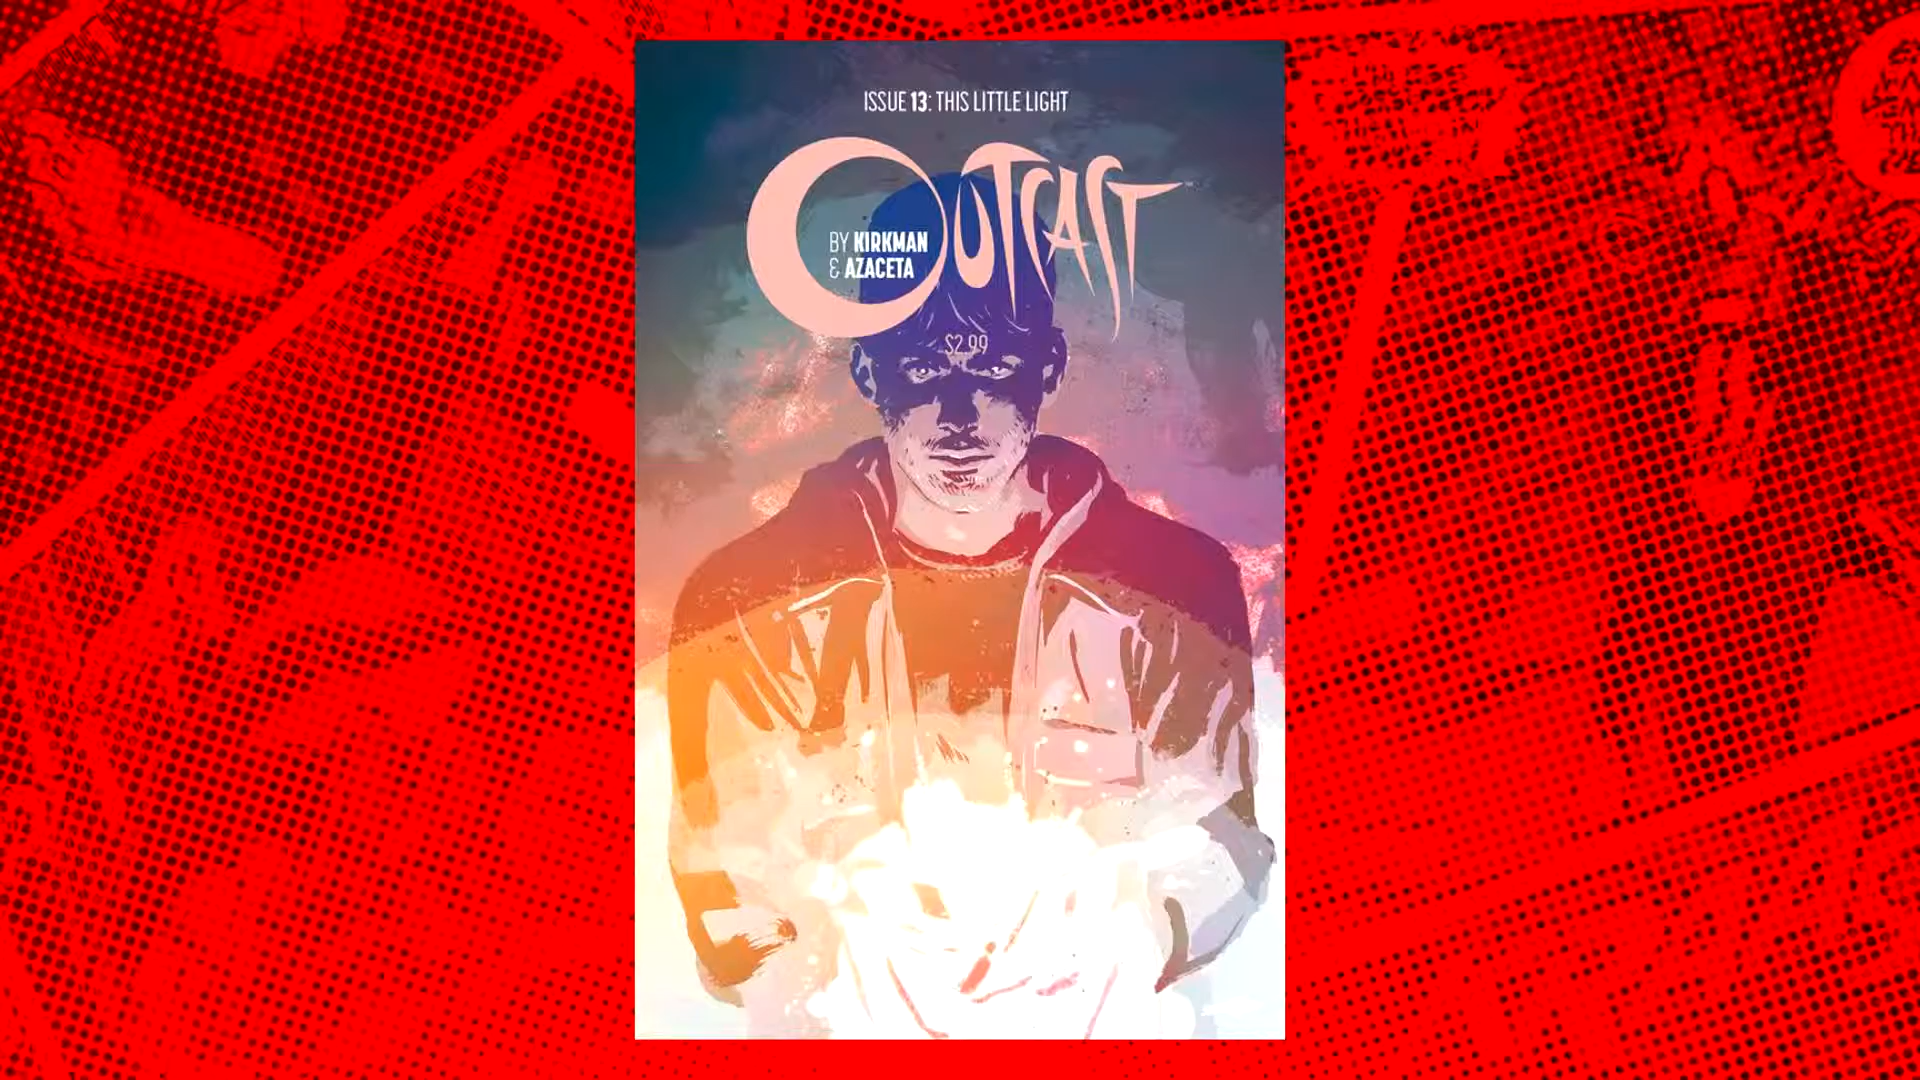 ISSUE 13: THIS LITTLE LIGHT
OUTCAST
BY KIRKMAN
& AZACETA
$2.99